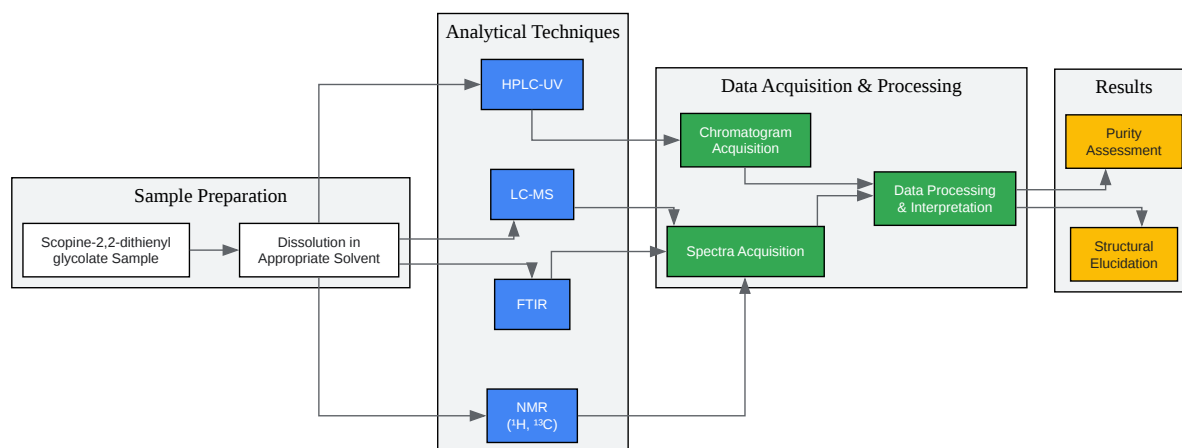 Analytical Techniques
HPLC-UV
LC-MS
FTIR
NMR
(¹H, ¹³C)
Sample Preparation
Scopine-2,2-dithienyl
glycolate Sample
Dissolution in
Appropriate Solvent
Data Acquisition & Processing
Chromatogram
Acquisition
Spectra Acquisition
Data Processing
& Interpretation
Results
Purity
Assessment
Structural
Elucidation